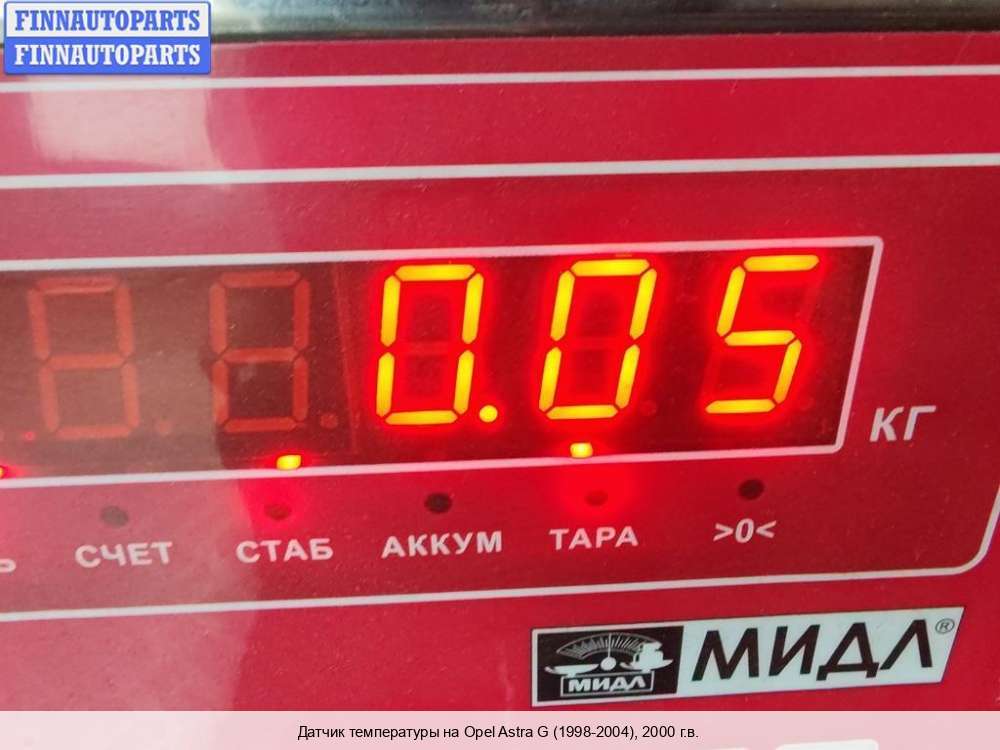 FINNAUTOPARTS
FINNAUTOPARTS
0.05
КГ
СЧЕТ СТАБ АККУМ ТАРА >0<
МИДЛ МИДЛ®
Датчик температуры на Opel Astra G (1998-2004), 2000 г.в.